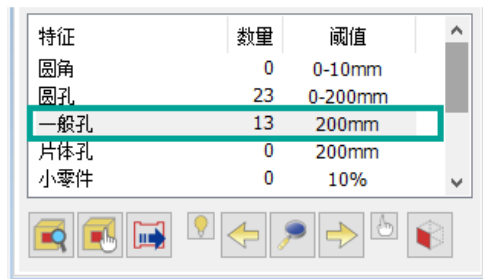 特征 数量 阈值
圆角 0 0-10mm
圆孔 23 0-200mm
一般孔 13 200mm
片体孔 0 200mm
小零件 0 10%